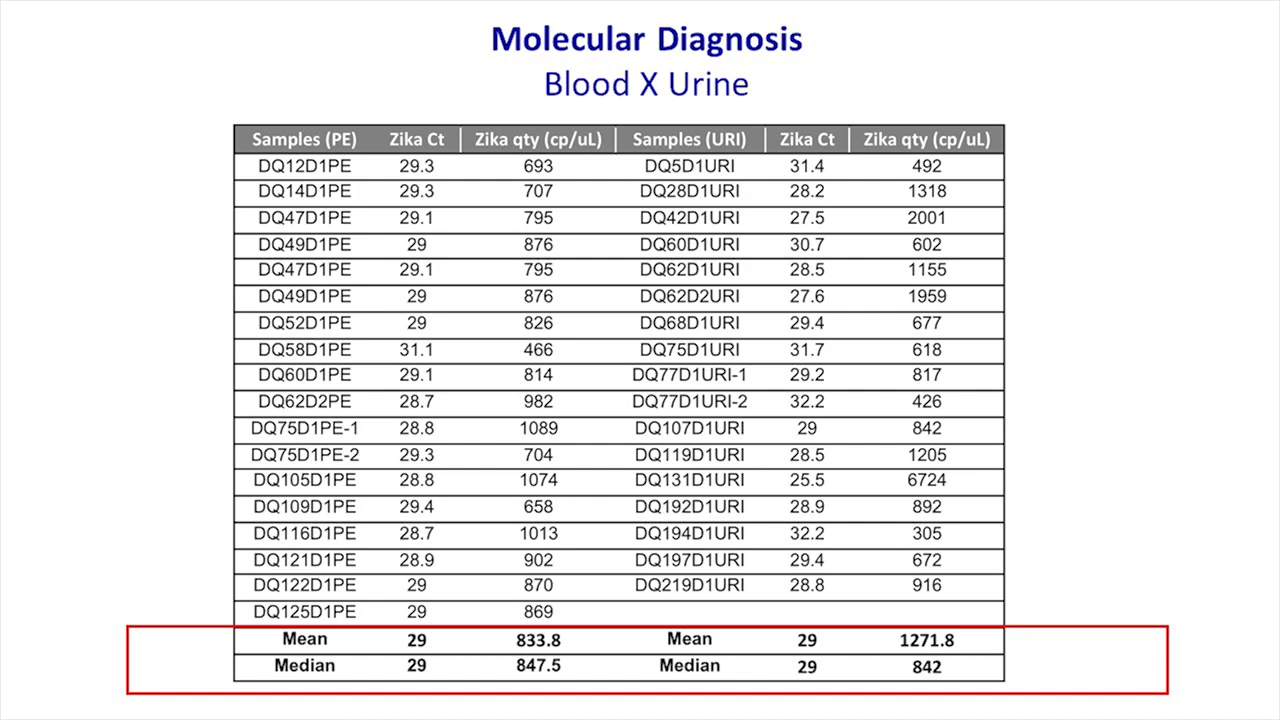 Molecular Diagnosis
Blood X Urine
Samples (PE) Zika Ct Zika qty (cp/uL) Samples (URI) Zika Ct Zika qty (cp/uL)
DQ12D1PE 29.3 693 DQ5D1URI 31.4 492
DQ14D1PE 29.3 707 DQ28D1URI 28.2 1318
DQ47D1PE 29.1 795 DQ42D1URI 27.5 2001
DQ49D1PE 29 876 DQ60D1URI 30.7 602
DQ47D1PE 29.1 795 DQ62D1URI 28.5 1155
DQ49D1PE 29 876 DQ62D2URI 27.6 1959
DQ52D1PE 29 826 DQ68D1URI 29.4 677
DQ58D1PE 31.1 466 DQ75D1URI 31.7 618
DQ60D1PE 29.1 814 DQ77D1URI-1 29.2 817
DQ62D2PE 28.7 982 DQ77D1URI-2 32.2 426
DQ75D1PE-1 28.8 1089 DQ107D1URI 29 842
DQ75D1PE-2 29.3 704 DQ119D1URI 28.5 1205
DQ105D1PE 28.8 1074 DQ131D1URI 25.5 6724
DQ109D1PE 29.4 658 DQ192D1URI 28.9 892
DQ116D1PE 28.7 1013 DQ194D1URI 32.2 305
DQ121D1PE 28.9 902 DQ197D1URI 29.4 672
DQ122D1PE 29 870 DQ219D1URI 28.8 916
DQ125D1PE 29 869
Mean 29 833.8 Mean 29 1271.8
Median 29 847.5 Median 29 842